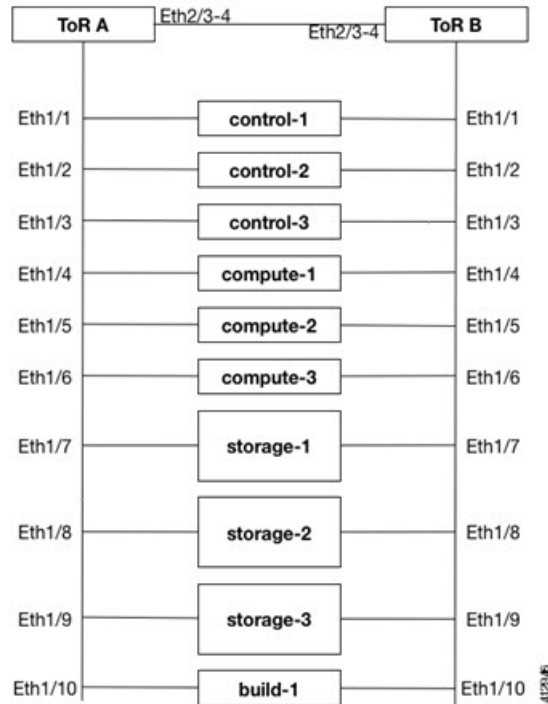 ToR A Eth2/3-4 Eth2/3-4 ToR B
Eth1/1 control-1 Eth1/1
Eth1/2 control-2 Eth1/2
Eth1/3 control-3 Eth1/3
Eth1/4 compute-1 Eth1/4
Eth1/5 compute-2 Eth1/5
Eth1/6 compute-3 Eth1/6
Eth1/7 storage-1 Eth1/7
Eth1/8 storage-2 Eth1/8
Eth1/9 storage-3 Eth1/9
Eth1/10 build-1 Eth1/10